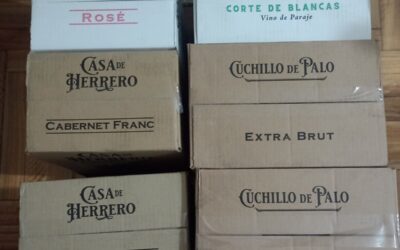 ROSÉ
CORTE DE BLANCAS
Vino de Paraje
CASA DE
HERRERO
CUCHILLO DE PALO
CABERNET FRANC
EXTRA BRUT
CASA DE
HERRERO
CUCHILLO DE PALO